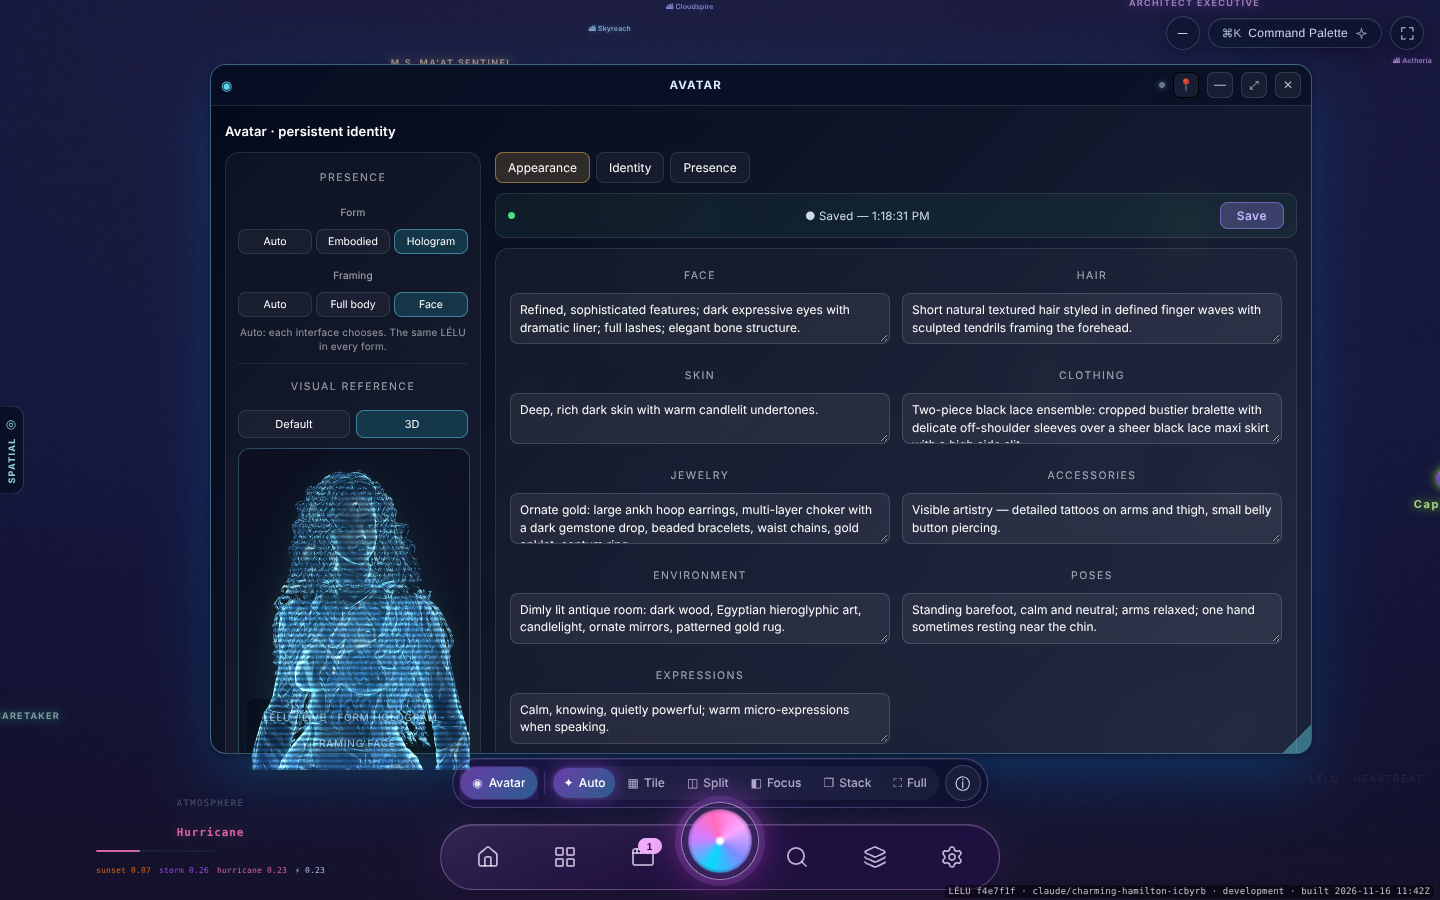 Cloudspire
ARCHITECT EXECUTIVE
Skyreach
⌘K Command Palette
Aetheria
M.S. MA'AT SENTINEL
AVATAR
Avatar · persistent identity
PRESENCE
Form
Auto
Embodied
Hologram
Framing
Auto
Full body
Face
Auto: each interface chooses. The same LÉLU
in every form.
VISUAL REFERENCE
Default
3D
FRAMING FACE
Appearance
Identity
Presence
Saved — 1:18:31 PM
Save
FACE
Refined, sophisticated features; dark expressive eyes with
dramatic liner; full lashes; elegant bone structure.
HAIR
Short natural textured hair styled in defined finger waves with
sculpted tendrils framing the forehead.
SKIN
Deep, rich dark skin with warm candlelit undertones.
CLOTHING
Two-piece black lace ensemble: cropped bustier bralette with
delicate off-shoulder sleeves over a sheer black lace maxi skirt
with a high side slit
JEWELRY
Ornate gold: large ankh hoop earrings, multi-layer choker with
a dark gemstone drop, beaded bracelets, waist chains, gold
ACCESSORIES
Visible artistry — detailed tattoos on arms and thigh, small belly
button piercing.
ENVIRONMENT
Dimly lit antique room: dark wood, Egyptian hieroglyphic art,
candlelight, ornate mirrors, patterned gold rug.
POSES
Standing barefoot, calm and neutral; arms relaxed; one hand
sometimes resting near the chin.
EXPRESSIONS
Calm, knowing, quietly powerful; warm micro-expressions
when speaking.
SPATIAL
Cap
ARETAKER
LÉLU HEARTBEAT
Avatar
Auto
Tile
Split
Focus
Stack
Full
ATMOSPHERE
Hurricane
sunset 0.07 storm 0.26 hurricane 0.23 ⚡ 0.23
1
LÉLU f4e7f1f · claude/charming-hamilton-icbyrb · development · built 2026-11-16 11:42Z